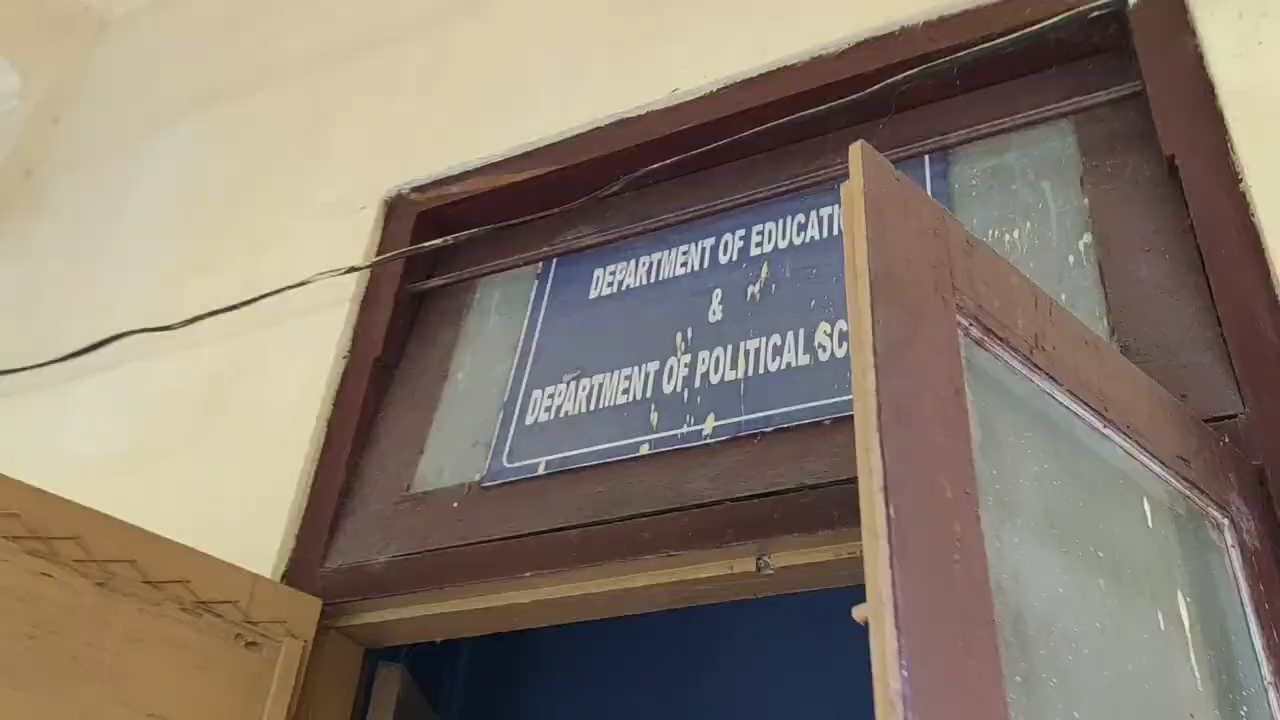 DEPARTMENT OF EDUCATI
&
DEPARTMENT OF POLITICAL SC